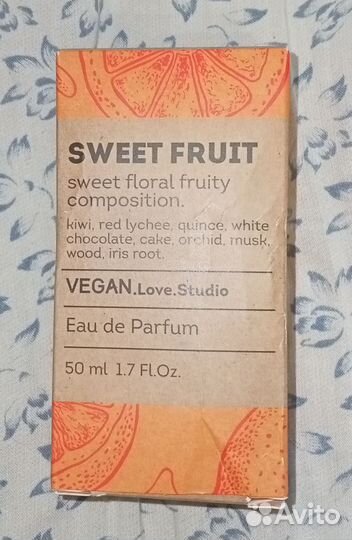 SWEET FRUIT
sweet floral fruity
composition.
kiwi, red lychee, quince, white
chocolate, cake, orchid, musk,
wood, iris root.
VEGAN.Love.Studio
Eau de Parfum
50 ml 1.7 Fl.Oz.
Avito